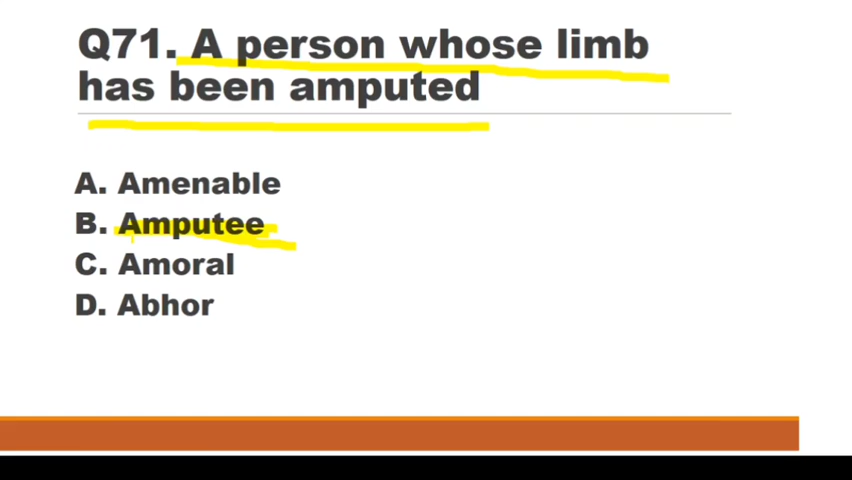 Q71. A person whose limb
has been amputed
A. Amenable
B. Amputee
C. Amoral
D. Abhor